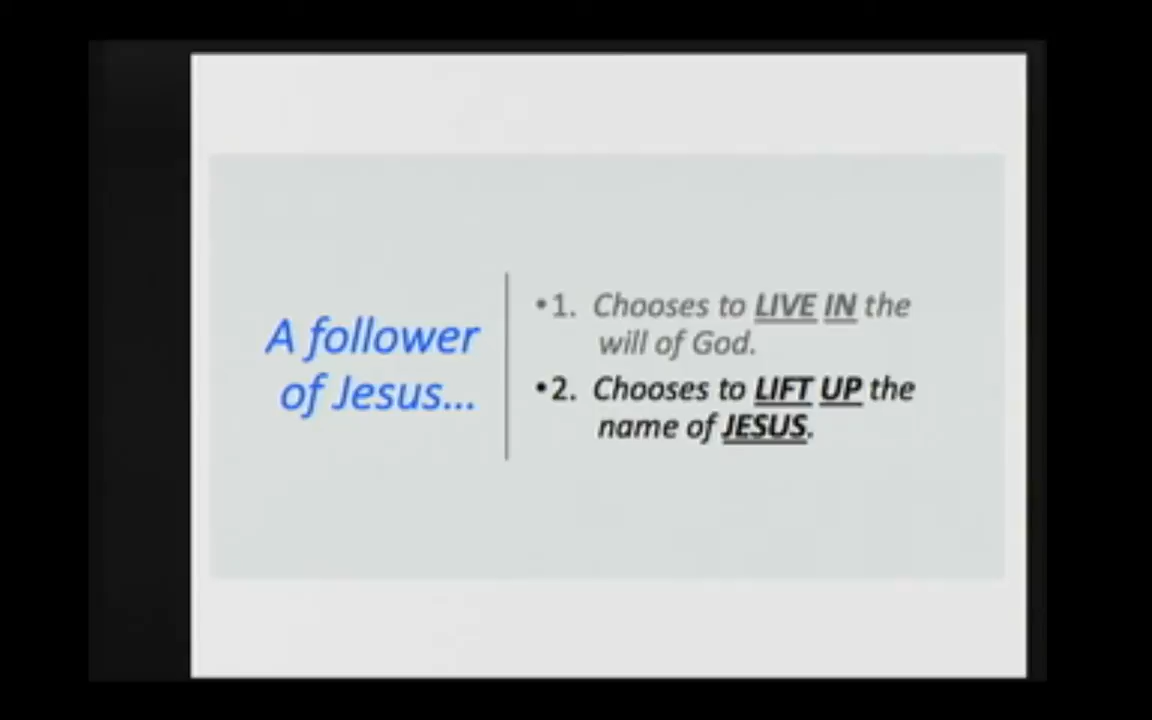 A follower
of Jesus...
•1. Chooses to LIVE IN the
will of God.
•2. Chooses to LIFT UP the
name of JESUS.